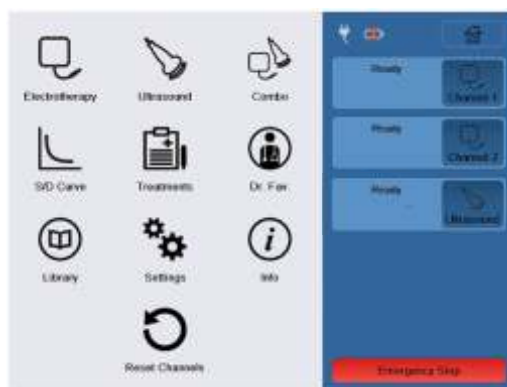 Electrotherapy
Ultrasound
Combo
S/D Curve
Treatments
Dr. Fav
Library
Settings
Info
Reset Channels
Ready
Channel 1
Ready
Channel 2
Ready
Ultrasound
Emergency Stop